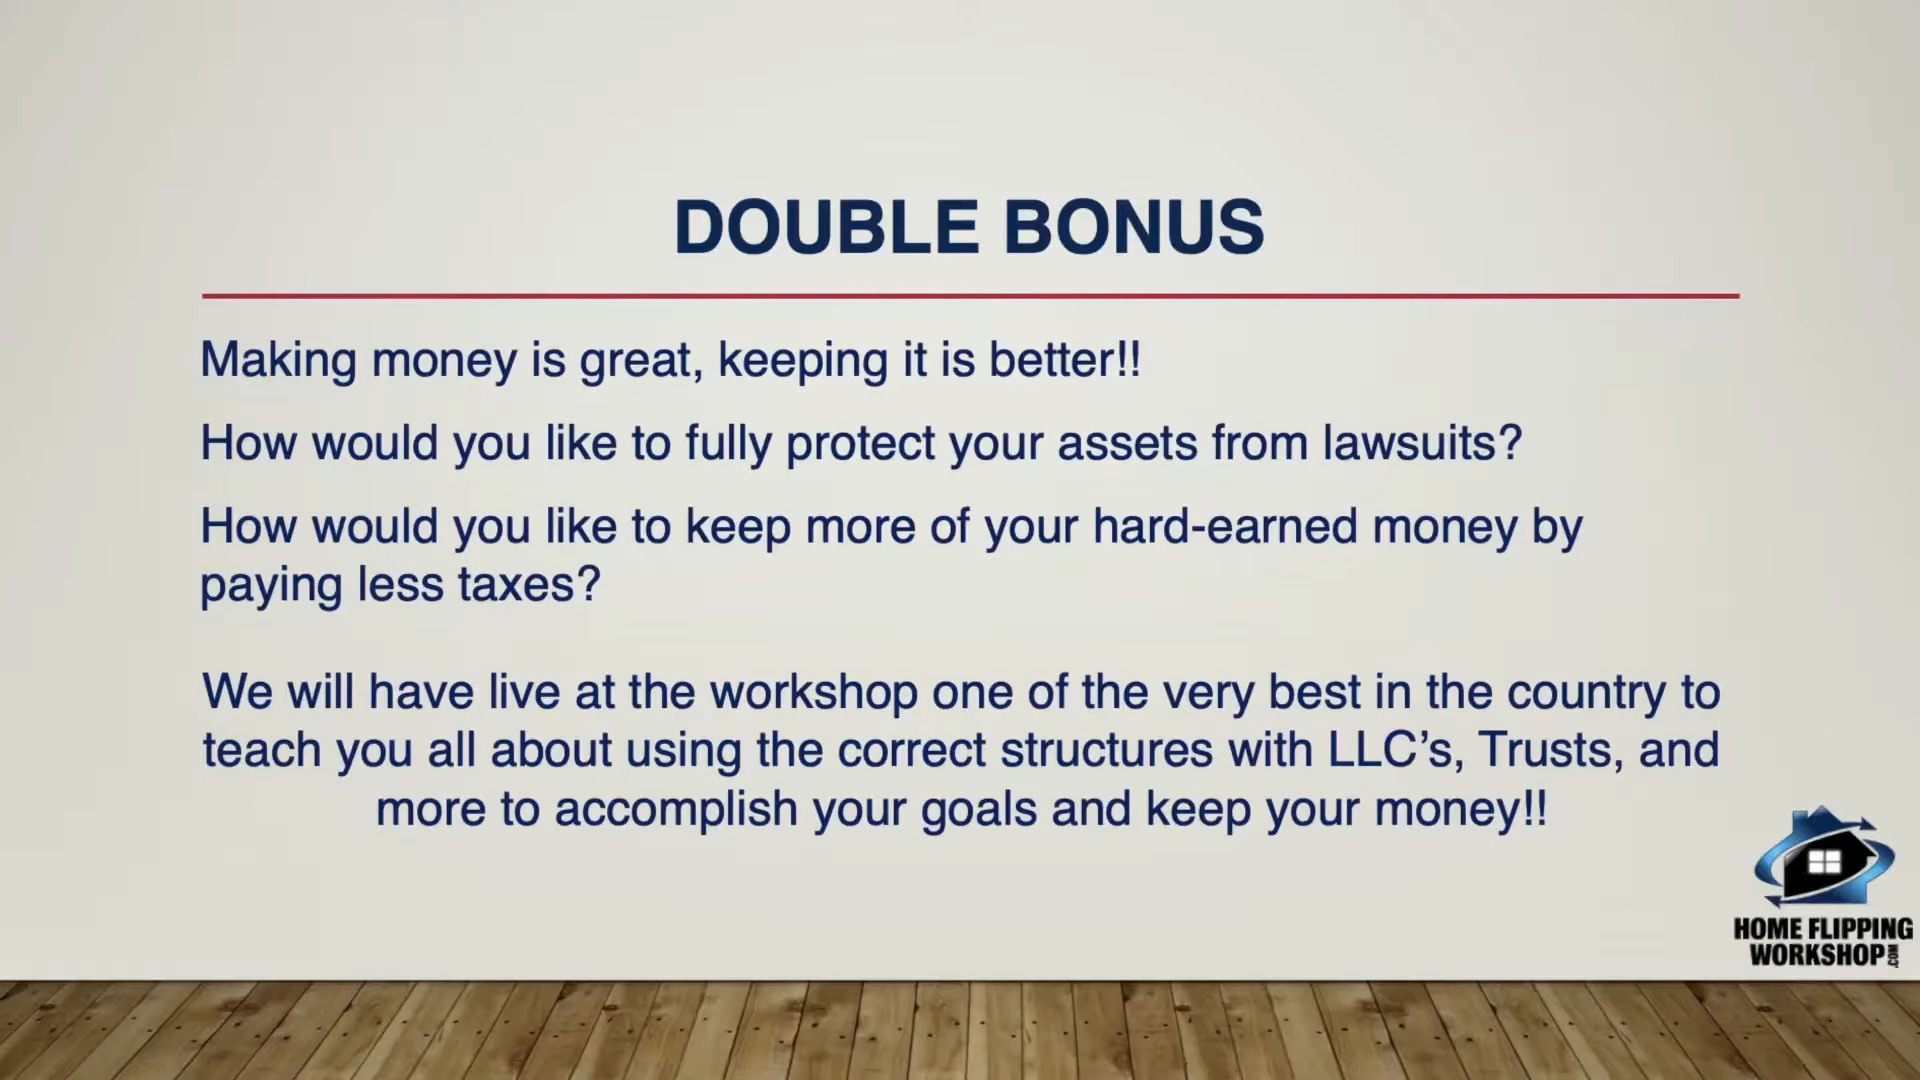 DOUBLE BONUS
Making money is great, keeping it is better!!
How would you like to fully protect your assets from lawsuits?
How would you like to keep more of your hard-earned money by
paying less taxes?
We will have live at the workshop one of the very best in the country to
teach you all about using the correct structures with LLC’s, Trusts, and
more to accomplish your goals and keep your money!!
HOME FLIPPING
WORKSHOP.COM